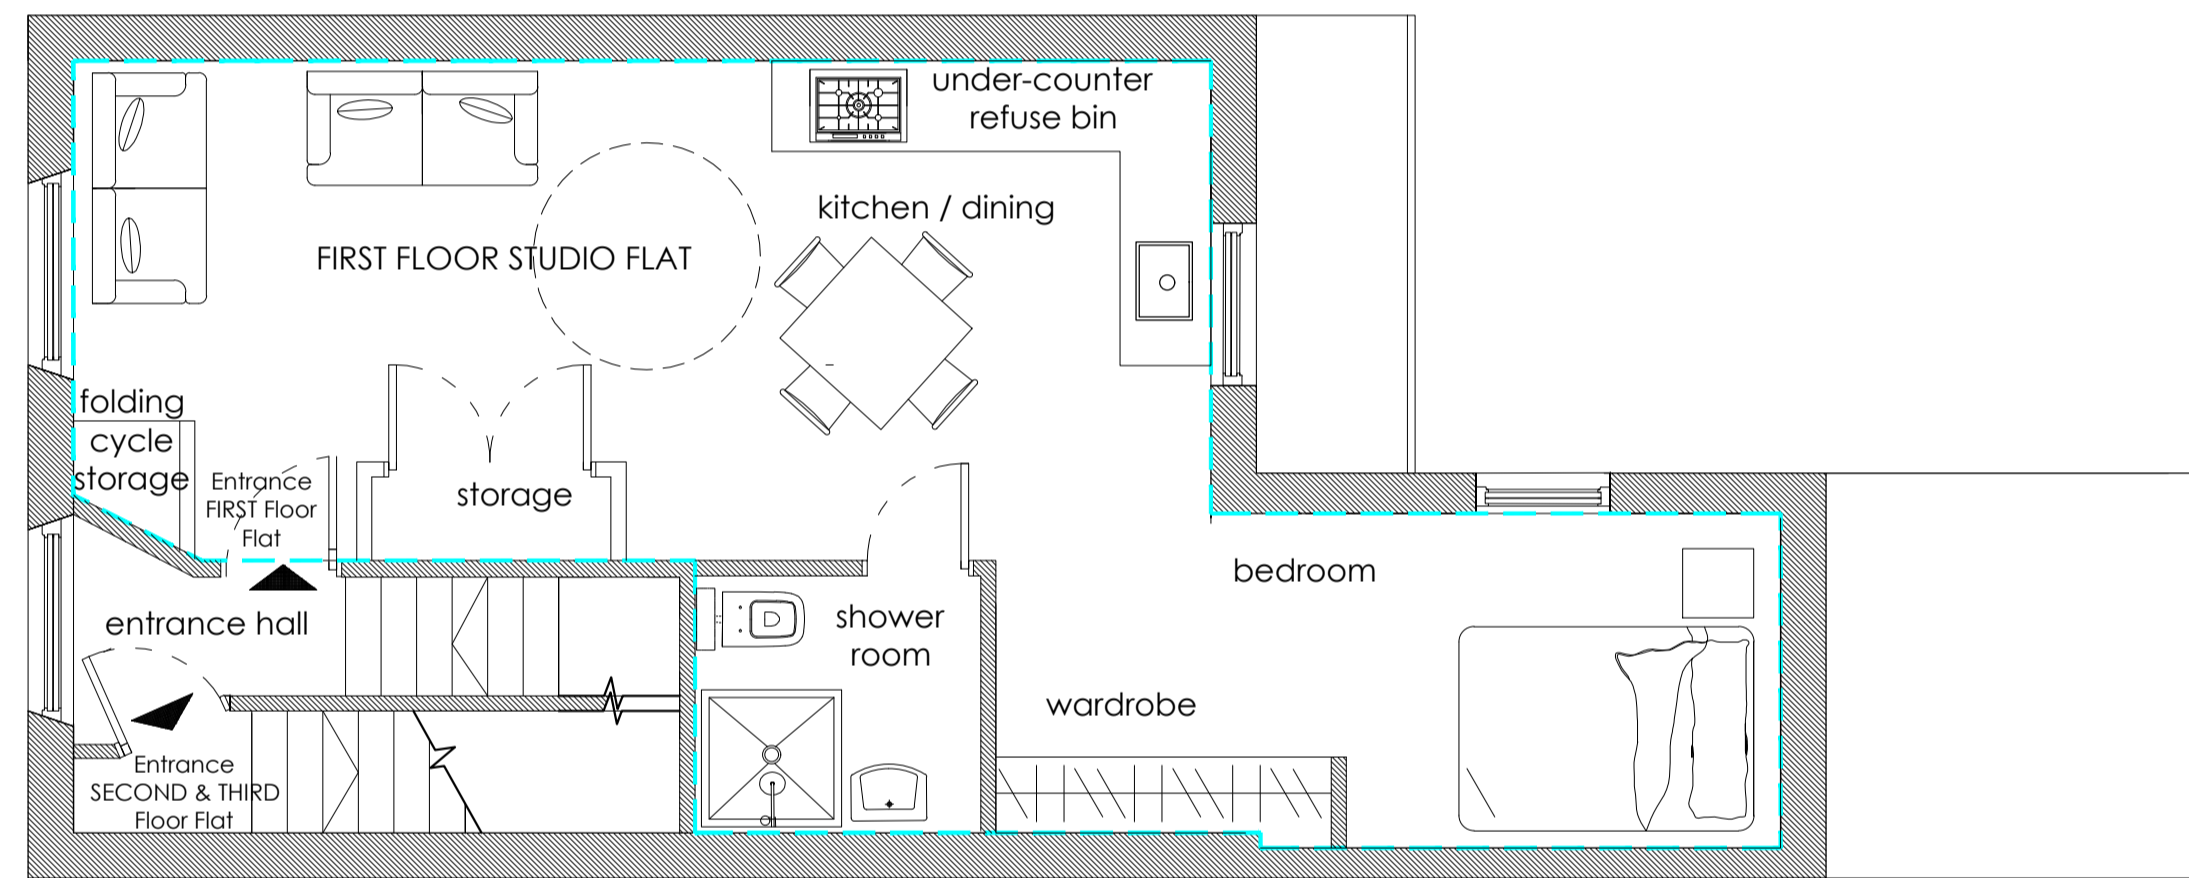 under-counter
refuse bin
kitchen / dining
FIRST FLOOR STUDIO FLAT
folding
cycle
storage
Entrance
FIRST Floor
Flat
storage
entrance hall
shower
room
bedroom
wardrobe
Entrance
SECOND & THIRD
Floor Flat